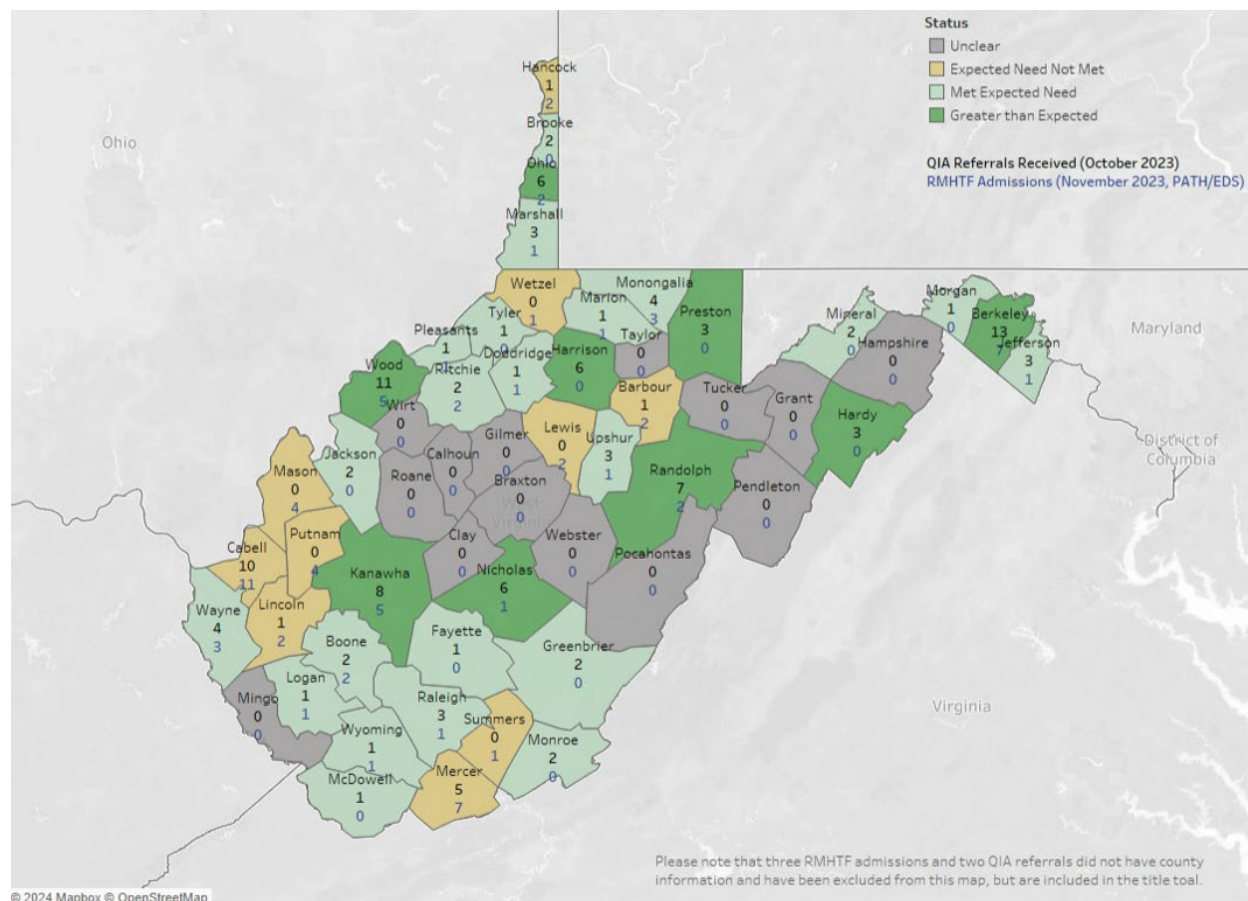 Status
Unclear
Expected Need Not Met
Met Expected Need
Greater than Expected
QIA Referrals Received (October 2023)
RMHTF Admissions (November 2023, PATH/EDS)
Ohio
Maryland
District of
Columbia
Virginia
West
Virginia
Hancock
1
2
Brooke
2
0
Ohio
6
2
Marshall
3
1
Wetzel
0
1
Monongalia
4
3
Marion
1
1
Preston
3
0
Tyler
1
0
Pleasants
1
1
Taylor
0
0
Doddridge
1
1
Harrison
6
0
Wood
11
5
Ritchie
2
2
Mineral
2
0
Hampshire
0
0
Morgan
1
0
Berkeley
13
7
Jefferson
3
1
Barbour
1
2
Tucker
0
0
Grant
0
0
Hardy
3
0
Wirt
0
0
Lewis
0
2
Gilmer
0
0
Upshur
3
1
Calhoun
0
0
Jackson
2
0
Roane
0
0
Braxton
0
0
Randolph
7
2
Pendleton
0
0
Mason
0
4
Putnam
0
4
Clay
0
0
Webster
0
0
Pocahontas
0
0
Cabell
10
11
Kanawha
8
5
Nicholas
6
1
Wayne
4
3
Lincoln
1
2
Boone
2
2
Fayette
1
0
Greenbrier
2
0
Logan
1
1
Mingo
0
0
Raleigh
3
1
Summers
0
1
Wyoming
1
1
Monroe
2
0
Mercer
5
7
McDowell
1
0
Please note that three RMHTF admissions and two QIA referrals did not have county
information and have been excluded from this map, but are included in the title toal.
© 2024 Mapbox © OpenStreetMap